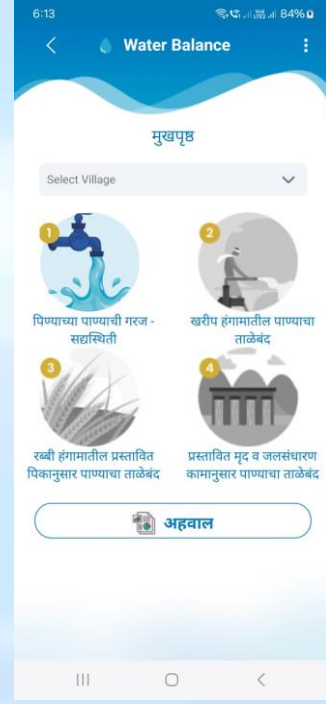 6:13
84%
Water Balance
मुखपृष्ठ
Select Village
1
2
पिण्याच्या पाण्याची गरज -
सद्यस्थिती
खरीप हंगामातील पाण्याचा
ताळेबंद
3
4
रब्बी हंगामातील प्रस्तावित
पिकानुसार पाण्याचा ताळेबंद
प्रस्तावित मृद व जलसंधारण
कामानुसार पाण्याचा ताळेबंद
अहवाल